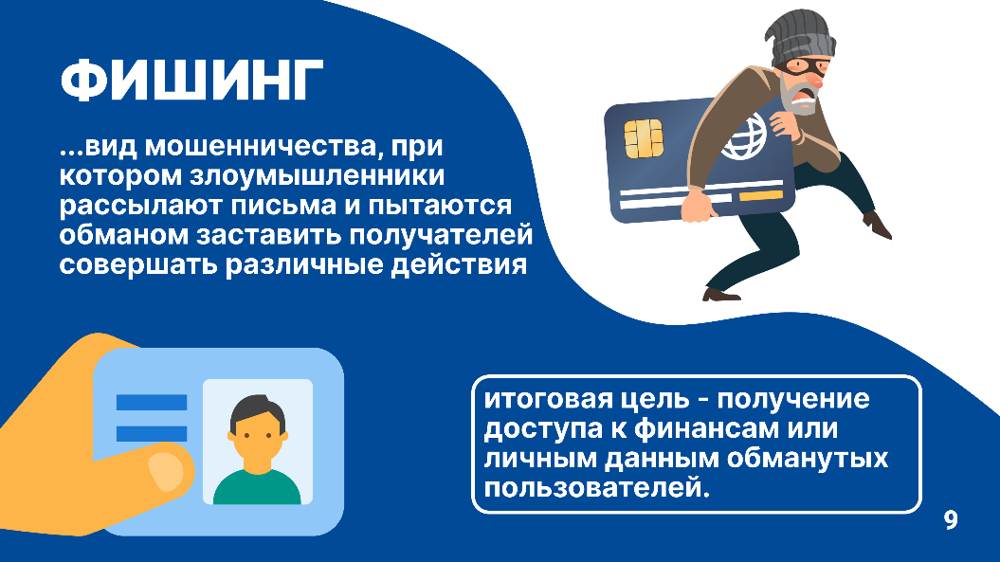 ФИШИНГ
...вид мошенничества, при
котором злоумышленники
рассылают письма и пытаются
обманом заставить получателей
совершать различные действия
итоговая цель - получение
доступа к финансам или
личным данным обманутых
пользователей.
9